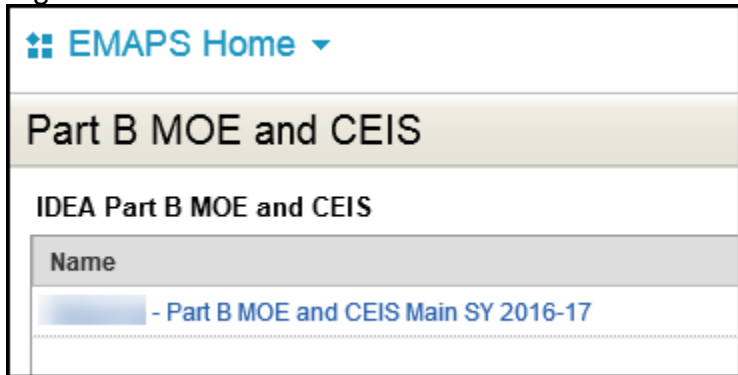 EMAPS Home
Part B MOE and CEIS
IDEA Part B MOE and CEIS
Name
- Part B MOE and CEIS Main SY 2016-17